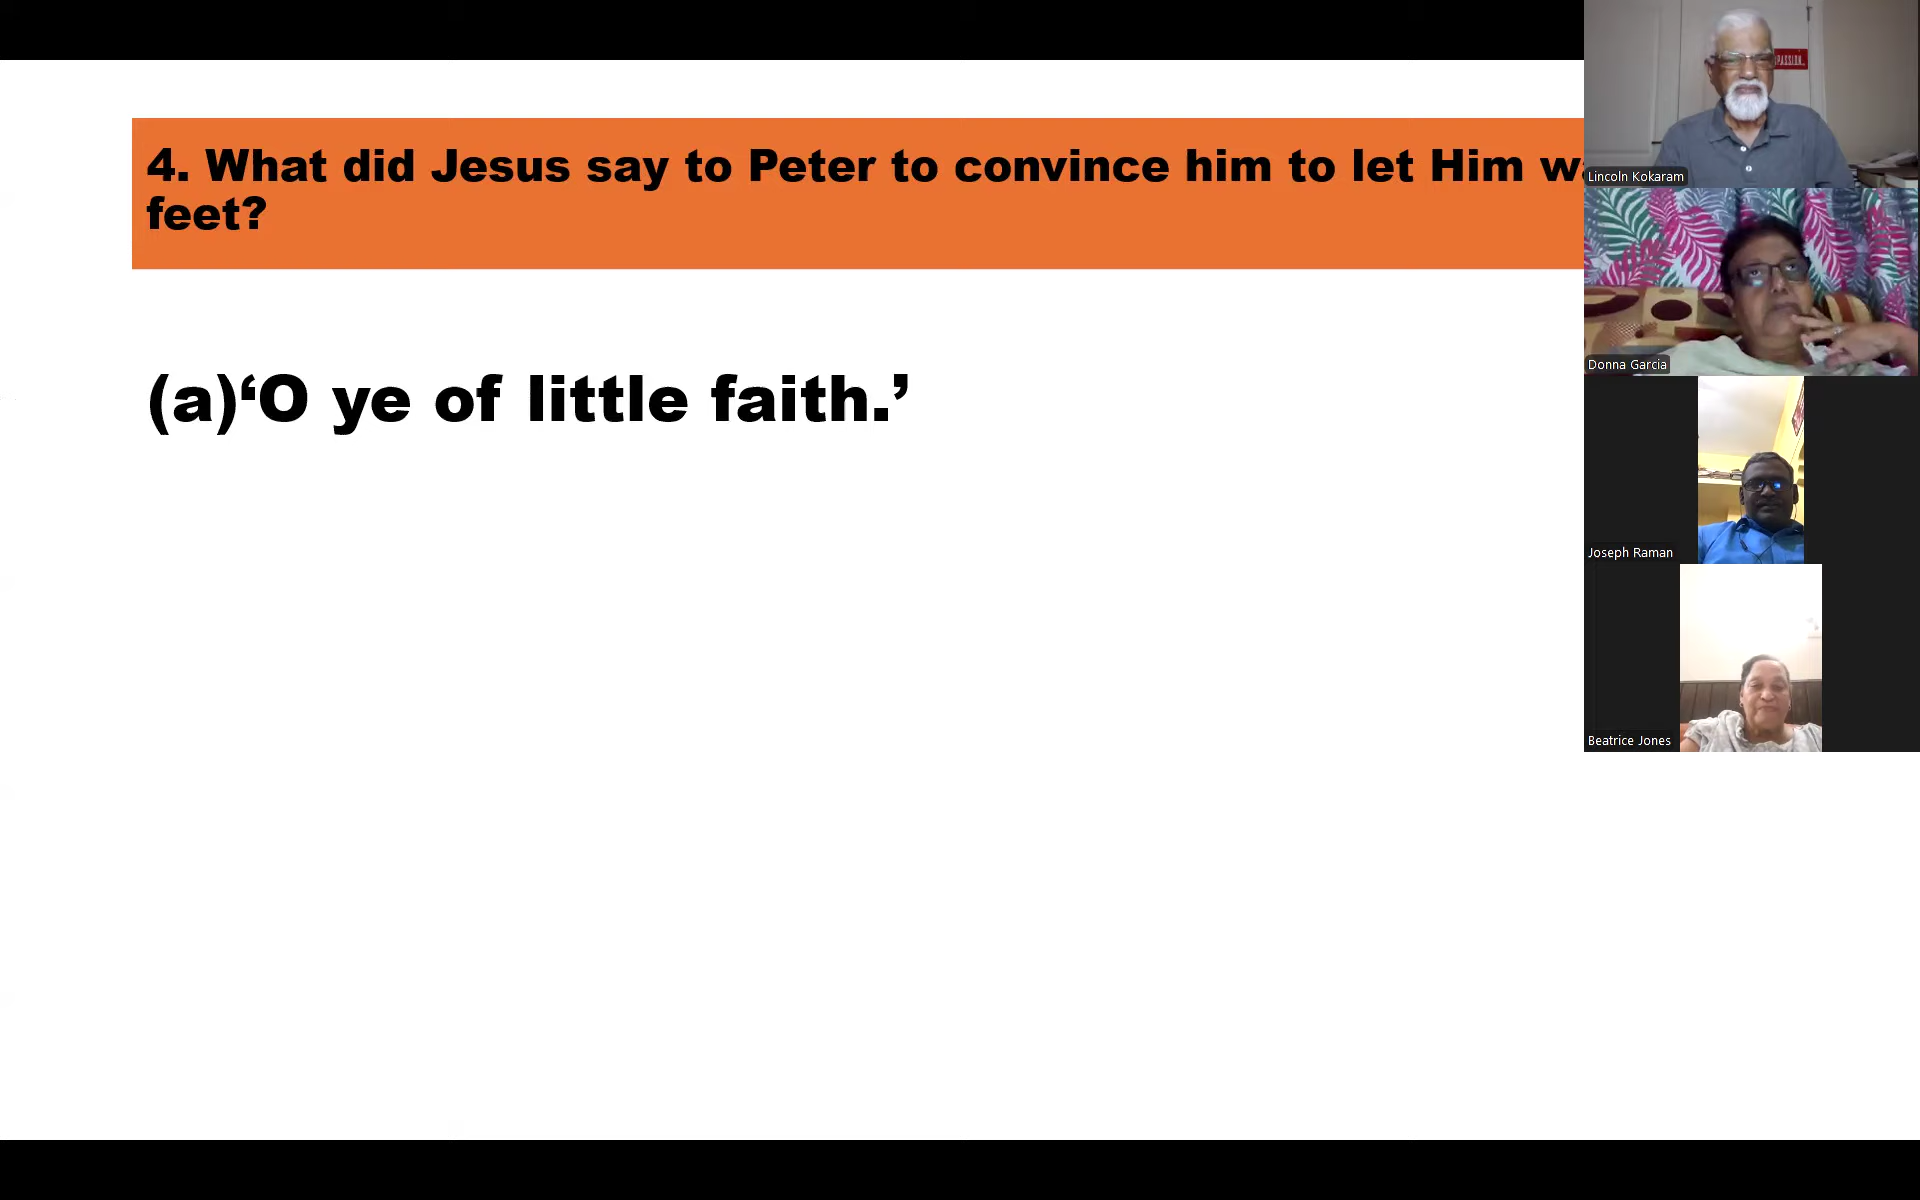 4. What did Jesus say to Peter to convince him to let Him
feet?
(a)‘O ye of little faith.’
PASSION
Lincoln Kokaram
Donna Garcia
Joseph Raman
Beatrice Jones